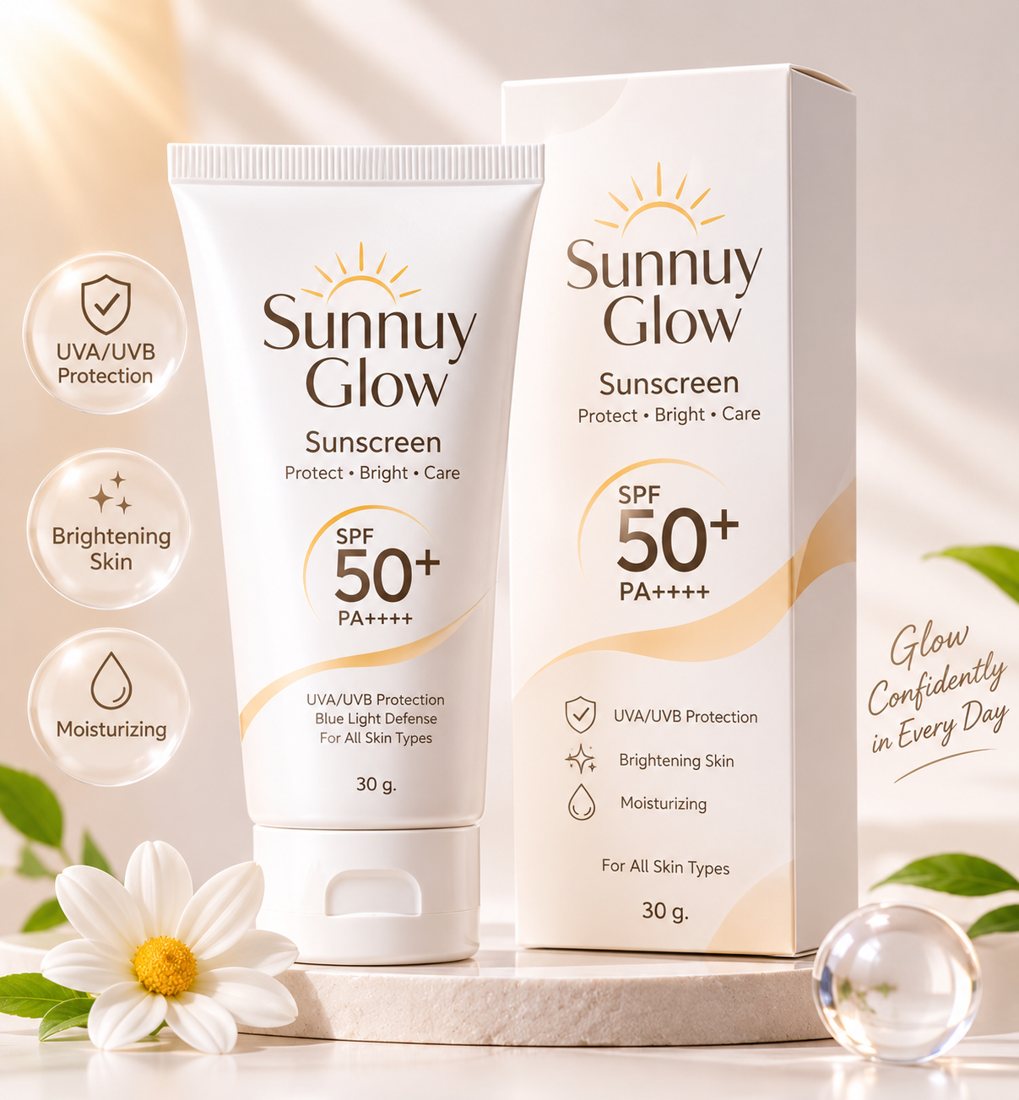 UVA/UVB
Protection
Brightening
Skin
Moisturizing
Sunnuy
Glow
Sunscreen
Protect • Bright • Care
SPF
50+
PA++++
UVA/UVB Protection
Blue Light Defense
For All Skin Types
30 g.
Sunnuy
Glow
Sunscreen
Protect • Bright • Care
SPF
50+
PA++++
UVA/UVB Protection
Brightening Skin
Moisturizing
For All Skin Types
30 g.
Glow
Confidently
in Every Day